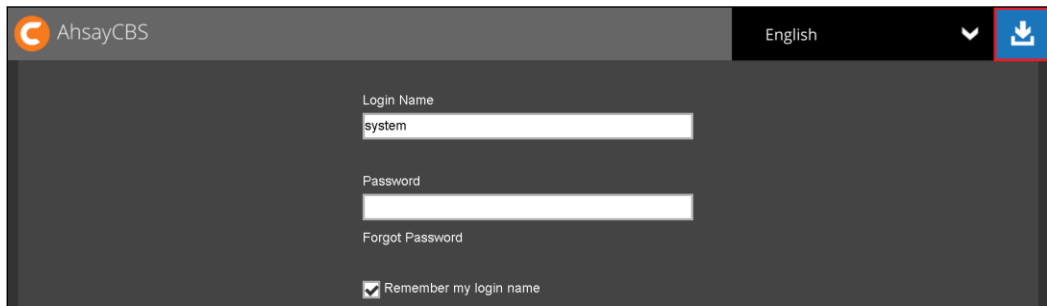 AhsayCBS
English
Login Name
system
Password
Forgot Password
Remember my login name